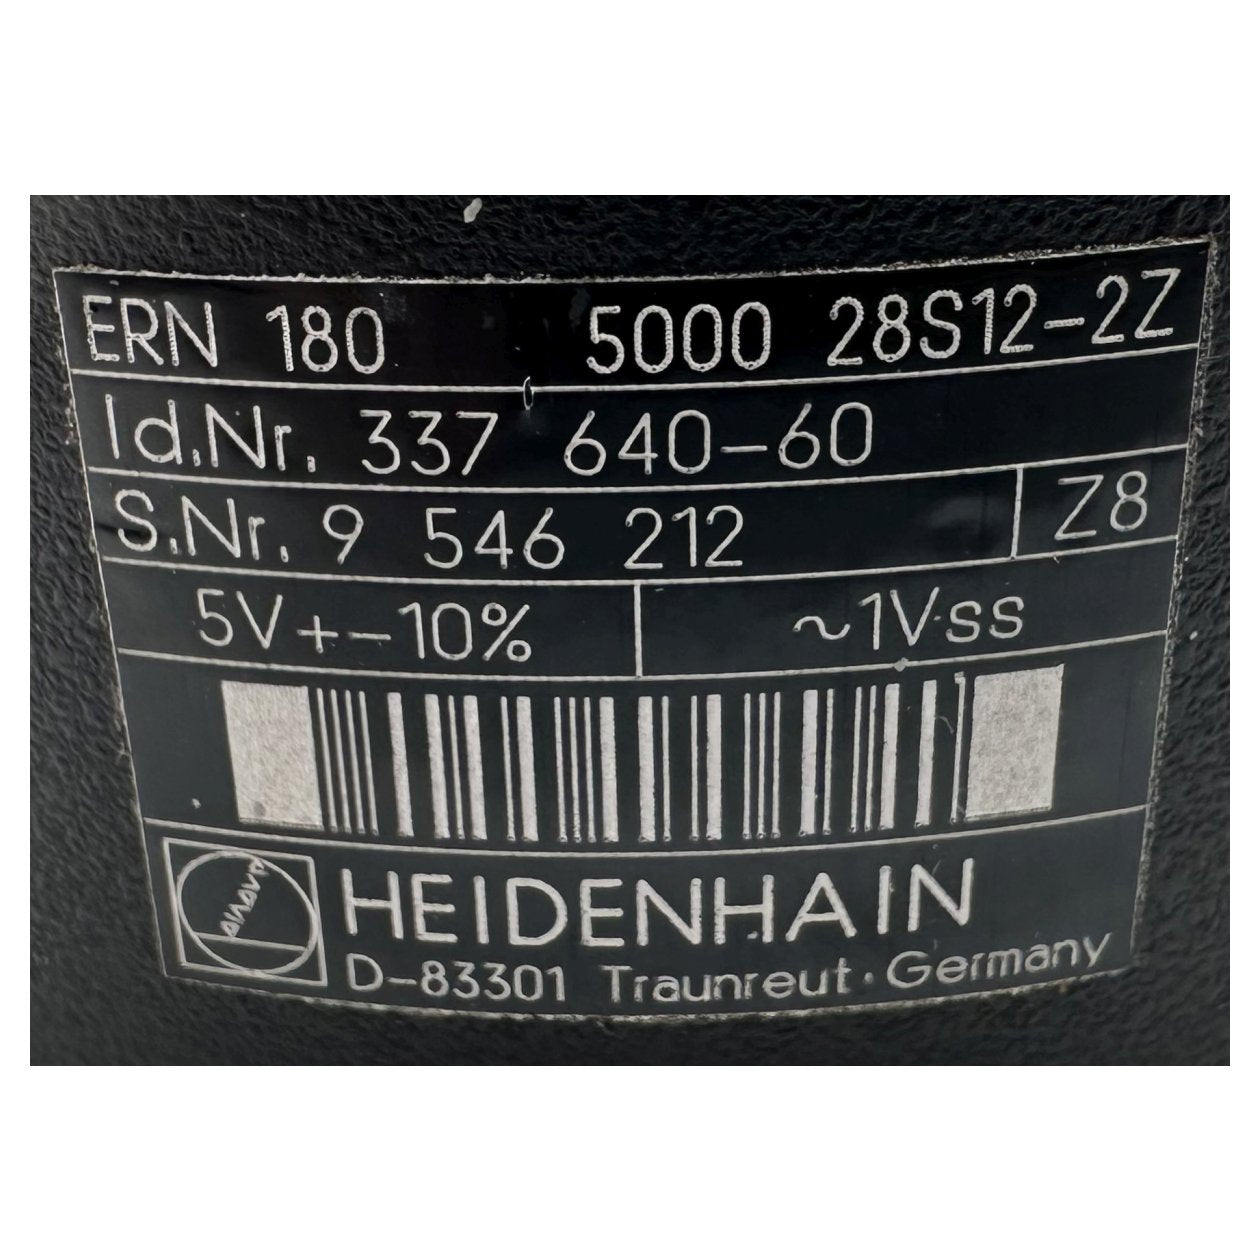 ERN 180 5000 28S12-2Z
Id.Nr. 337 640-60
S.Nr. 9 546 212 Z8
5V+-10% ~1Vss
HEIDENHAIN
D-83301 Traunreut·Germany